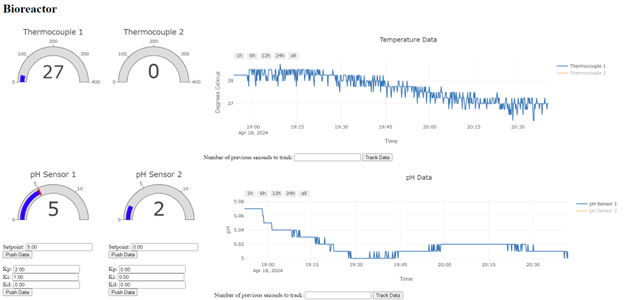 Bioreactor
Thermocouple 1
Thermocouple 2
200
100
300
0
400
27
200
100
300
0
400
0
Temperature Data
1h 6h 12h 24h all
Degrees Celsius
28
27
19:00
Apr 18, 2024
19:15
19:30
19:45
20:00
20:15
20:30
Time
Thermocouple 1
Thermocouple 2
Number of previous seconds to track:
Track Data
pH Sensor 1
pH Sensor 2
5
0
10
5
5
0
10
2
pH Data
1h 6h 12h 24h all
pH
5.08
5.06
5.04
5.02
5
19:00
Apr 18, 2024
19:15
19:30
19:45
20:00
20:15
20:30
Time
pH Sensor 1
pH Sensor 2
Setpoint: 5.00
Push Data
Setpoint: 0.00
Push Data
Kp: 2.00
Ki: 1.00
Kd: 0.00
Push Data
Kp: 0.00
Ki: 0.00
Kd: 0.00
Push Data
Number of previous seconds to track:
Track Data